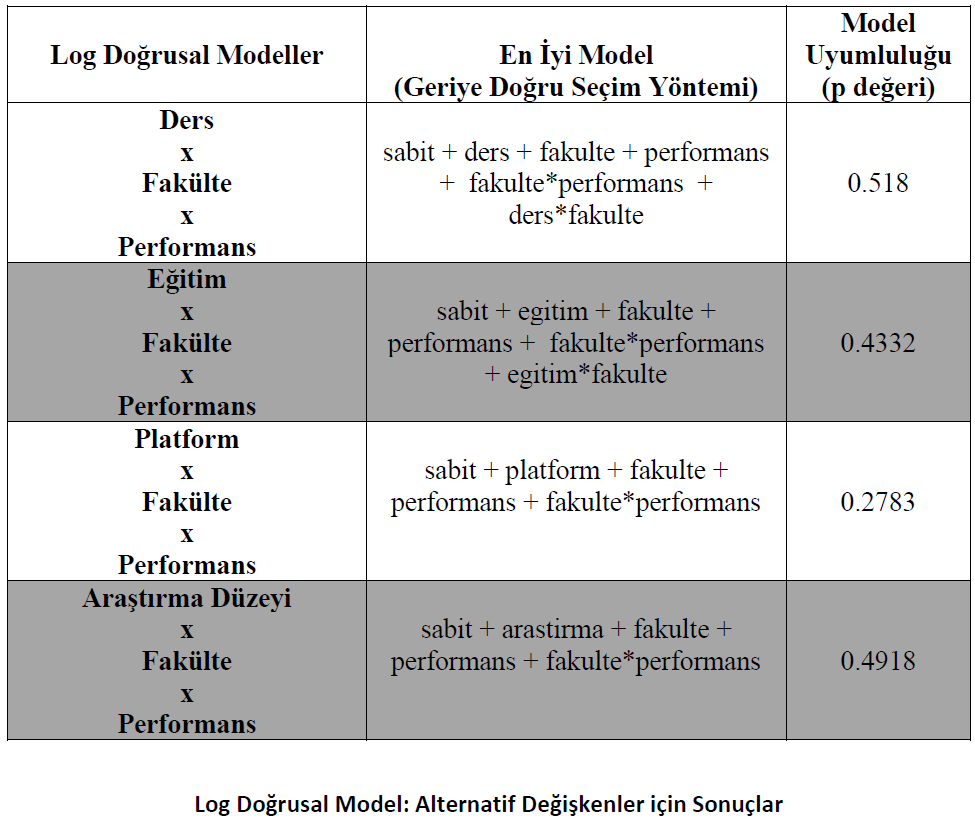 Log Doğrusal Modeller
En İyi Model
(Geriye Doğru Seçim Yöntemi)
Model
Uyumluluğu
(p değeri)
Ders
x
Fakülte
x
Performans
sabit + ders + fakulte + performans
+ fakulte*performans +
ders*fakulte
0.518
Eğitim
x
Fakülte
x
Performans
sabit + egitim + fakulte +
performans + fakulte*performans
+ egitim*fakulte
0.4332
Platform
x
Fakülte
x
Performans
sabit + platform + fakulte +
performans + fakulte*performans
0.2783
Araştırma Düzeyi
x
Fakülte
x
Performans
sabit + arastirma + fakulte +
performans + fakulte*performans
0.4918
Log Doğrusal Model: Alternatif Değişkenler için Sonuçlar